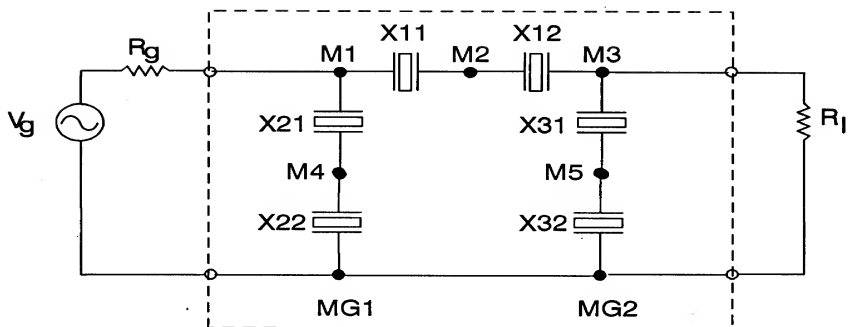 X11 X12
Rg M1 M2 M3
Vg X21 X31 Rl
M4 M5
X22 X32
MG1 MG2